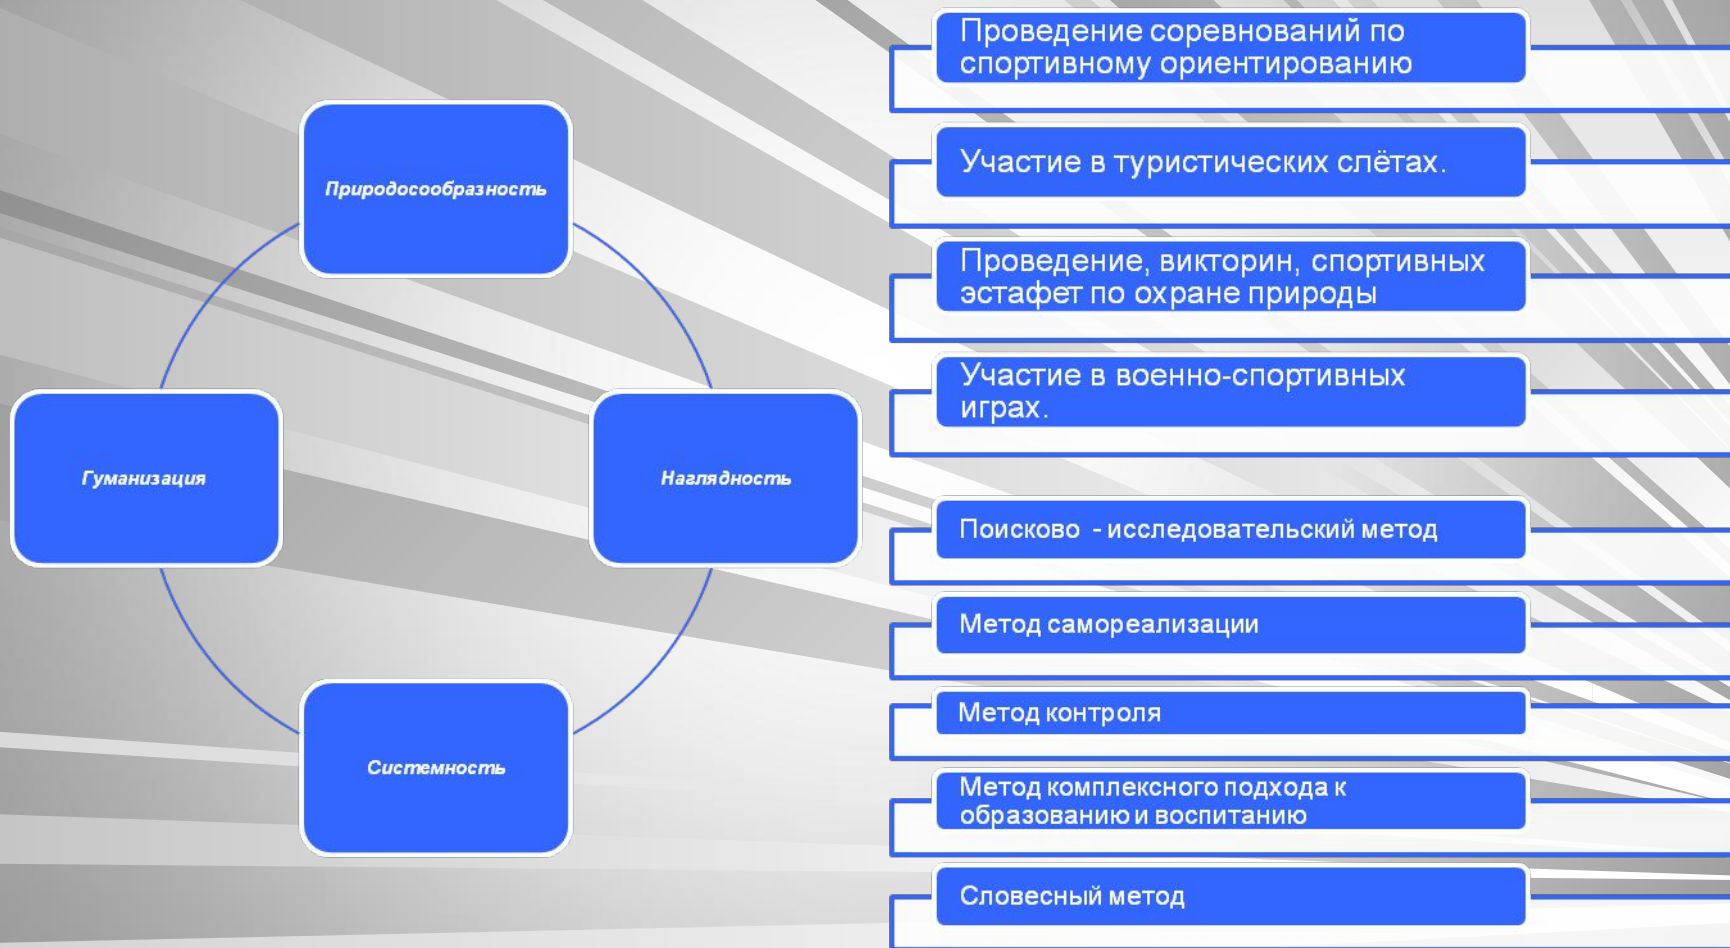 Природосообразность
Гуманизация
Наглядность
Системность
Проведение соревнований по
спортивному ориентированию
Участие в туристических слётах.
Проведение, викторин, спортивных
эстафет по охране природы
Участие в военно-спортивных
играх.
Поисково - исследовательский метод
Метод самореализации
Метод контроля
Метод комплексного подхода к
образованию и воспитанию
Словесный метод